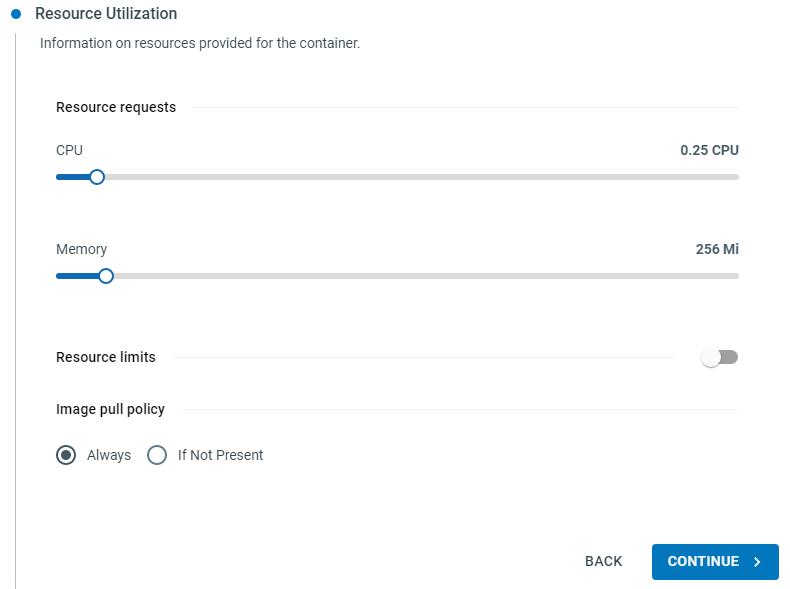 Resource Utilization
Information on resources provided for the container.
Resource requests
CPU 0.25 CPU
Memory 256 Mi
Resource limits
Image pull policy
Always If Not Present
BACK CONTINUE